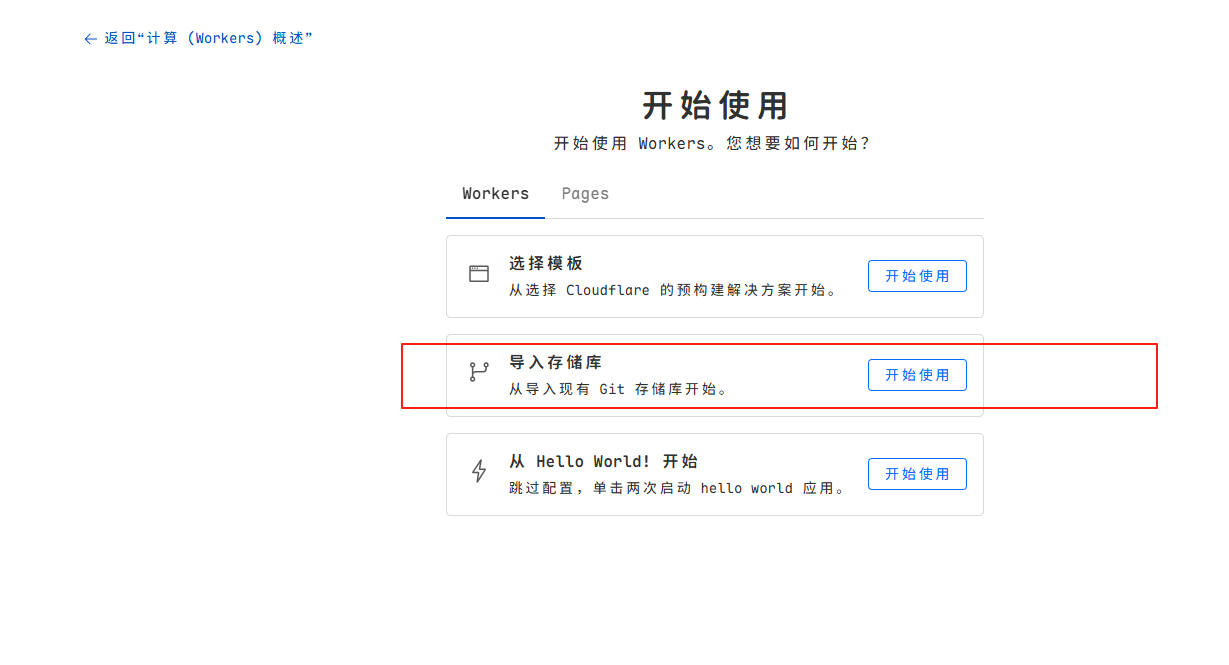 ← 返回“计算 (Workers) 概述”
开始使用
开始使用 Workers。您想要如何开始?
Workers Pages
选择模板
从选择 Cloudflare 的预构建解决方案开始。
开始使用
导入存储库
从导入现有 Git 存储库开始。
开始使用
从 Hello World! 开始
跳过配置，单击两次启动 hello world 应用。
开始使用